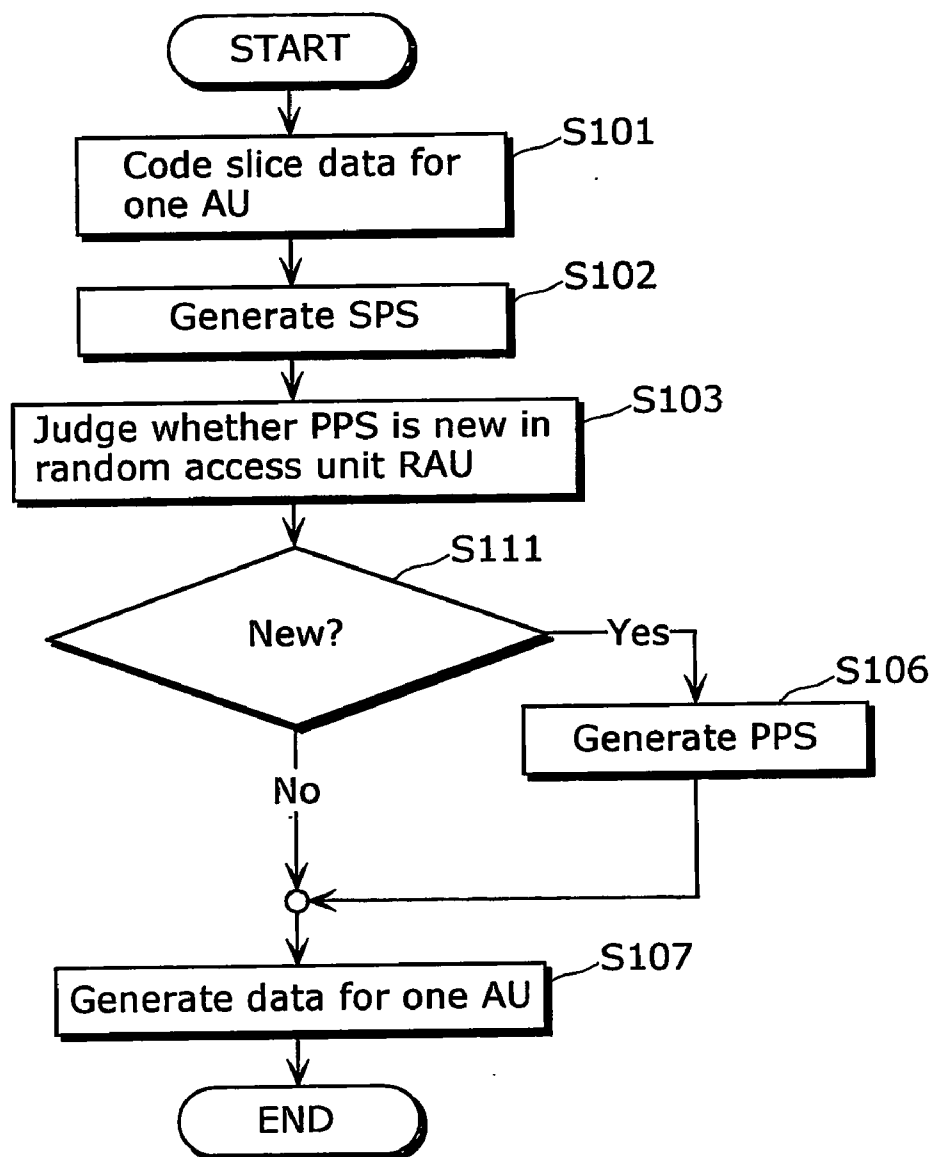 START
S101
Code slice data for
one AU
S102
Generate SPS
S103
Judge whether PPS is new in
random access unit RAU
S111
New?
Yes
S106
Generate PPS
No
S107
Generate data for one AU
END